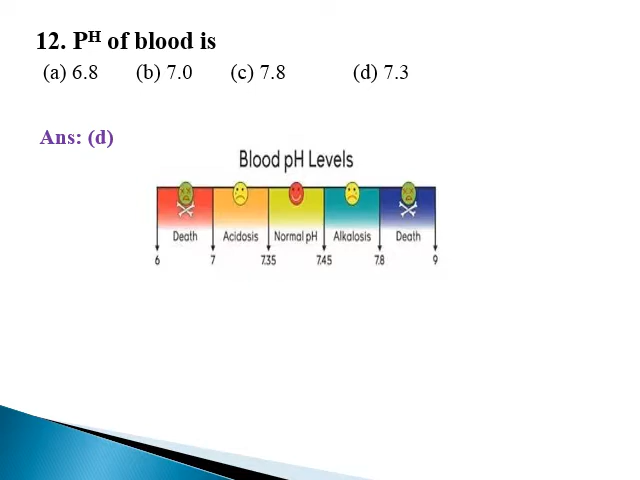 12. Pᴴ of blood is
(a) 6.8 (b) 7.0 (c) 7.8 (d) 7.3
Ans: (d)
Blood pH Levels
Death Acidosis Normal pH Alkalosis Death
6 7 7.35 7.45 7.8 9